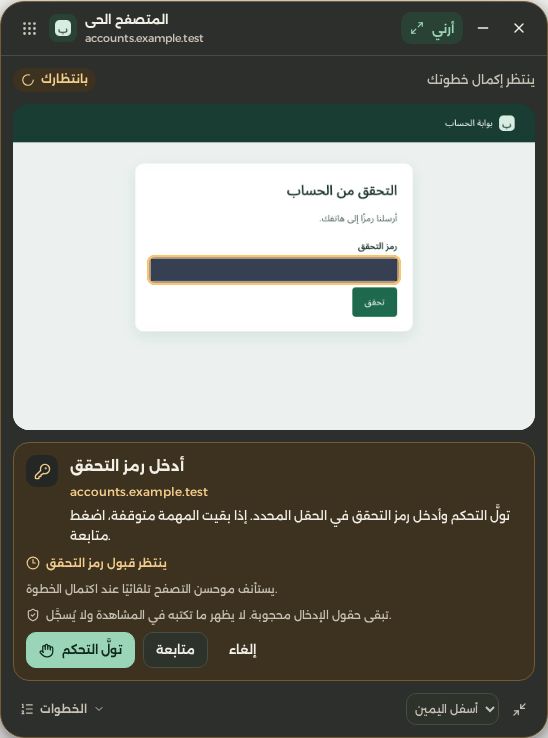 المتصفح الحي
accounts.example.test
أرني
ينتظر إكمال خطوتك
بانتظارك
ب
بوابة الحساب
التحقق من الحساب
أرسلنا رمزًا إلى هاتفك.
رمز التحقق
تحقق
أدخل رمز التحقق
accounts.example.test
تولَّ التحكم وأدخل رمز التحقق في الحقل المحدد. إذا بقيت المهمة متوقفة، اضغط
متابعة.
ينتظر قبول رمز التحقق
يستأنف موحسن التصفح تلقائيًا عند اكتمال الخطوة.
تبقى حقول الإدخال محجوبة. لا يظهر ما تكتبه في المشاهدة ولا يُسجَّل.
تولَّ التحكم
متابعة
إلغاء
الخطوات
أسفل اليمين